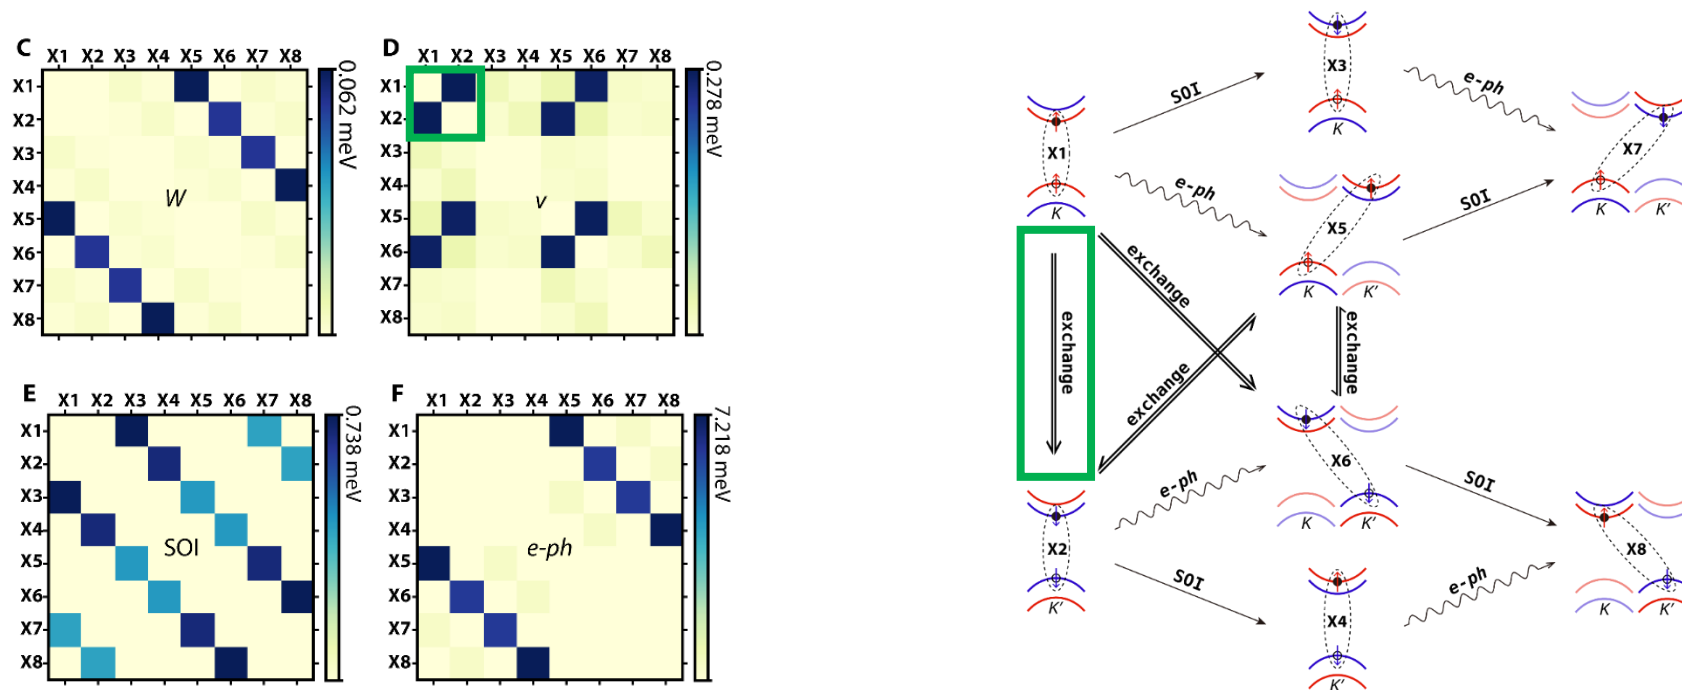 C
X1 X2 X3 X4 X5 X6 X7 X8
X1
X2
X3
X4
X5
X6
X7
X8
W
0.062 meV
D
X1 X2 X3 X4 X5 X6 X7 X8
X1
X2
X3
X4
X5
X6
X7
X8
v
0.278 meV
E
X1 X2 X3 X4 X5 X6 X7 X8
X1
X2
X3
X4
X5
X6
X7
X8
SOI
0.738 meV
F
X1 X2 X3 X4 X5 X6 X7 X8
X1
X2
X3
X4
X5
X6
X7
X8
e-ph
7.218 meV
X1
K
SOI
e-ph
X3
K
e-ph
X5
K K'
SOI
X7
K K'
exchange
exchange
exchange
exchange
X2
K'
e-ph
SOI
X6
K K'
SOI
X4
K'
e-ph
X8
K K'